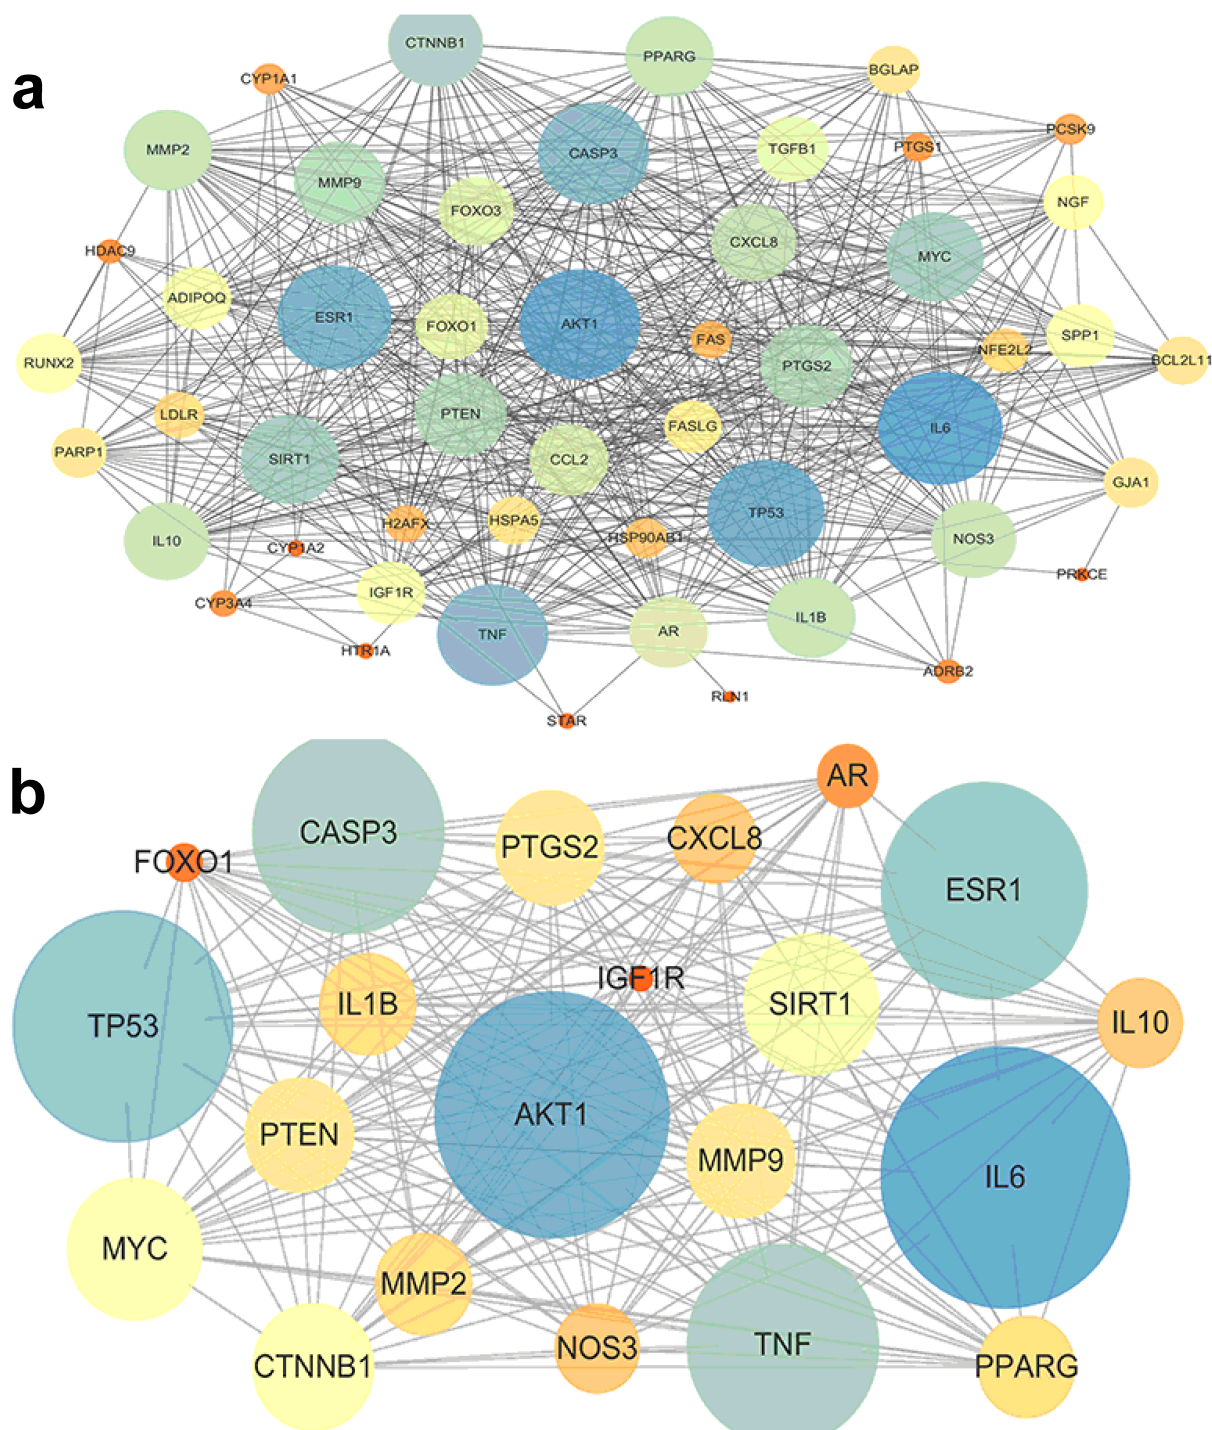 a
CTNNB1
PPARG
BGLAP
CYP1A1
PCSK9
MMP2
CASP3
TGFB1
PTGS1
MMP9
NGF
FOXO3
CXCL8
MYC
HDAC9
ADIPOQ
ESR1
FOXO1
AKT1
FAS
SPP1
NFE2L2
RUNX2
PTGS2
BCL2L11
LDLR
PTEN
FASLG
IL6
PARP1
SIRT1
CCL2
GJA1
TP53
H2AFX
HSPA5
HSP90AB1
IL10
CYP1A2
NOS3
PRKCE
CYP3A4
IGF1R
IL1B
TNF
AR
HTR1A
ADRB2
RLN1
STAR
b
AR
CASP3
PTGS2
CXCL8
FOXO1
ESR1
IGF1R
IL1B
SIRT1
TP53
IL10
AKT1
PTEN
MMP9
IL6
MYC
MMP2
NOS3
TNF
CTNNB1
PPARG